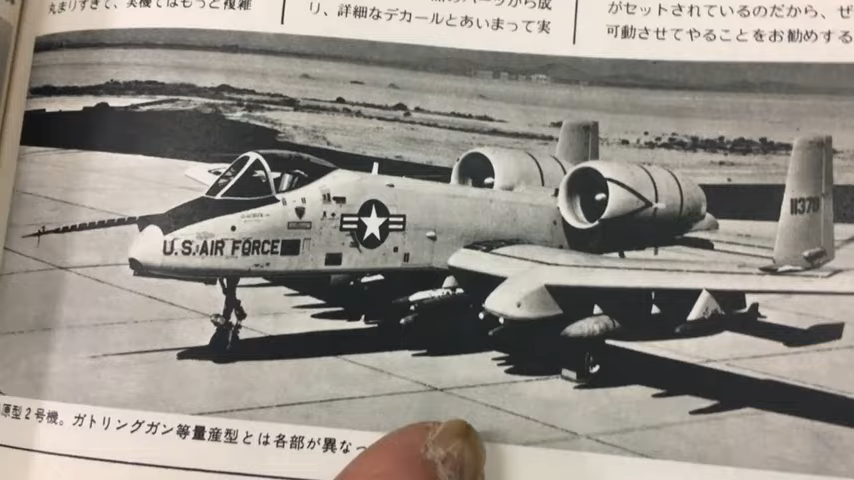 丸まりすぎて、実機ではもっと複雑
り、詳細なデカールとあいまって実
がセットされているのだから、ぜ
可動させてやることをお勧めする
U.S. AIR FORCE
11370
原型2号機。ガトリングガン等量産型とは各部が異なっ